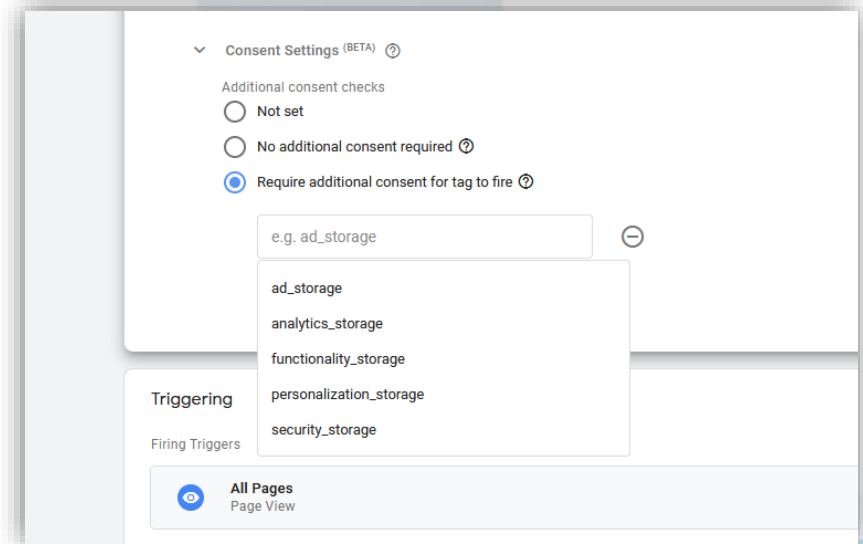 Consent Settings (BETA)
Additional consent checks
Not set
No additional consent required
Require additional consent for tag to fire
e.g. ad_storage
ad_storage
analytics_storage
functionality_storage
personalization_storage
security_storage
Triggering
Firing Triggers
All Pages
Page View